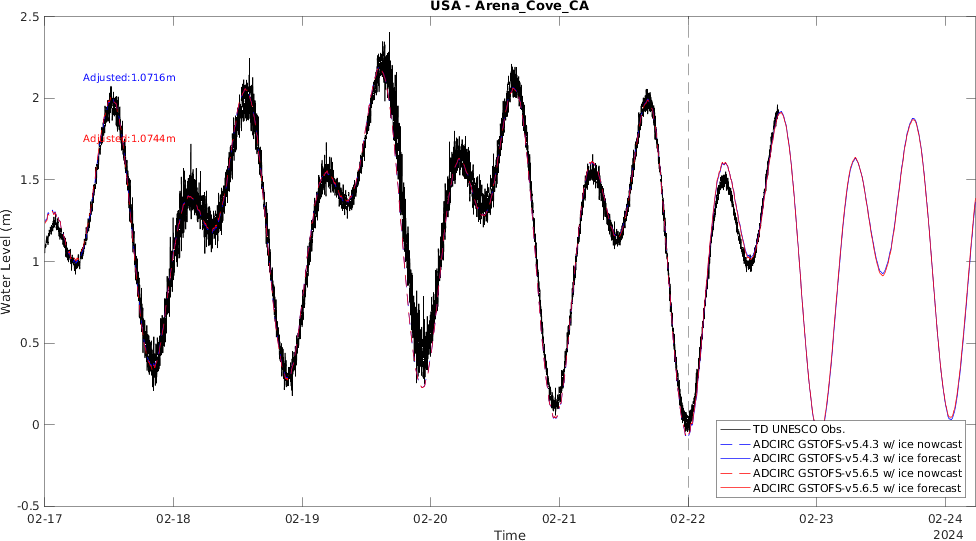 USA - Arena_Cove_CA
2.5
2
1.5
1
0.5
0
-0.5
Water Level (m)
Adjusted:1.0716m
Adjusted:1.0744m
TD UNESCO Obs.
ADCIRC GSTOFS-v5.4.3 w/ ice nowcast
ADCIRC GSTOFS-v5.4.3 w/ ice forecast
ADCIRC GSTOFS-v5.6.5 w/ ice nowcast
ADCIRC GSTOFS-v5.6.5 w/ ice forecast
02-17 02-18 02-19 02-20 02-21 02-22 02-23 02-24
Time
2024